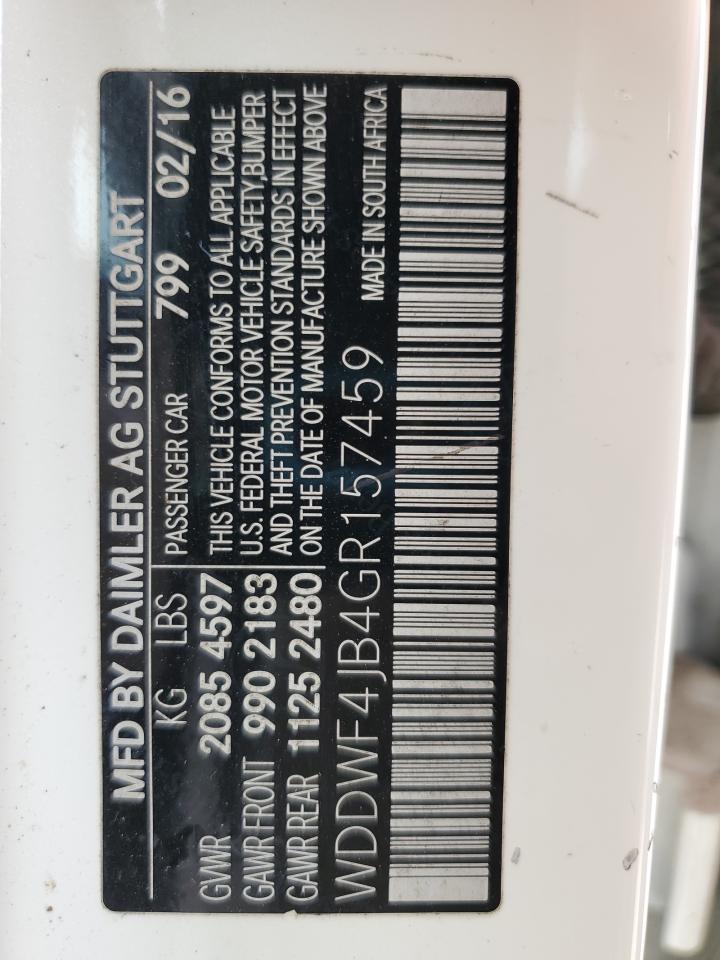 MFD BY DAIMLER AG STUTTGART
KG LBS PASSENGER CAR 799 02/16
GVWR 2085 4597 THIS VEHICLE CONFORMS TO ALL APPLICABLE
GAWR FRONT 990 2183 U.S. FEDERAL MOTOR VEHICLE SAFETY,BUMPER
GAWR REAR 1125 2480 AND THEFT PREVENTION STANDARDS IN EFFECT
ON THE DATE OF MANUFACTURE SHOWN ABOVE
WDDWF4JB4GR157459 MADE IN SOUTH AFRICA